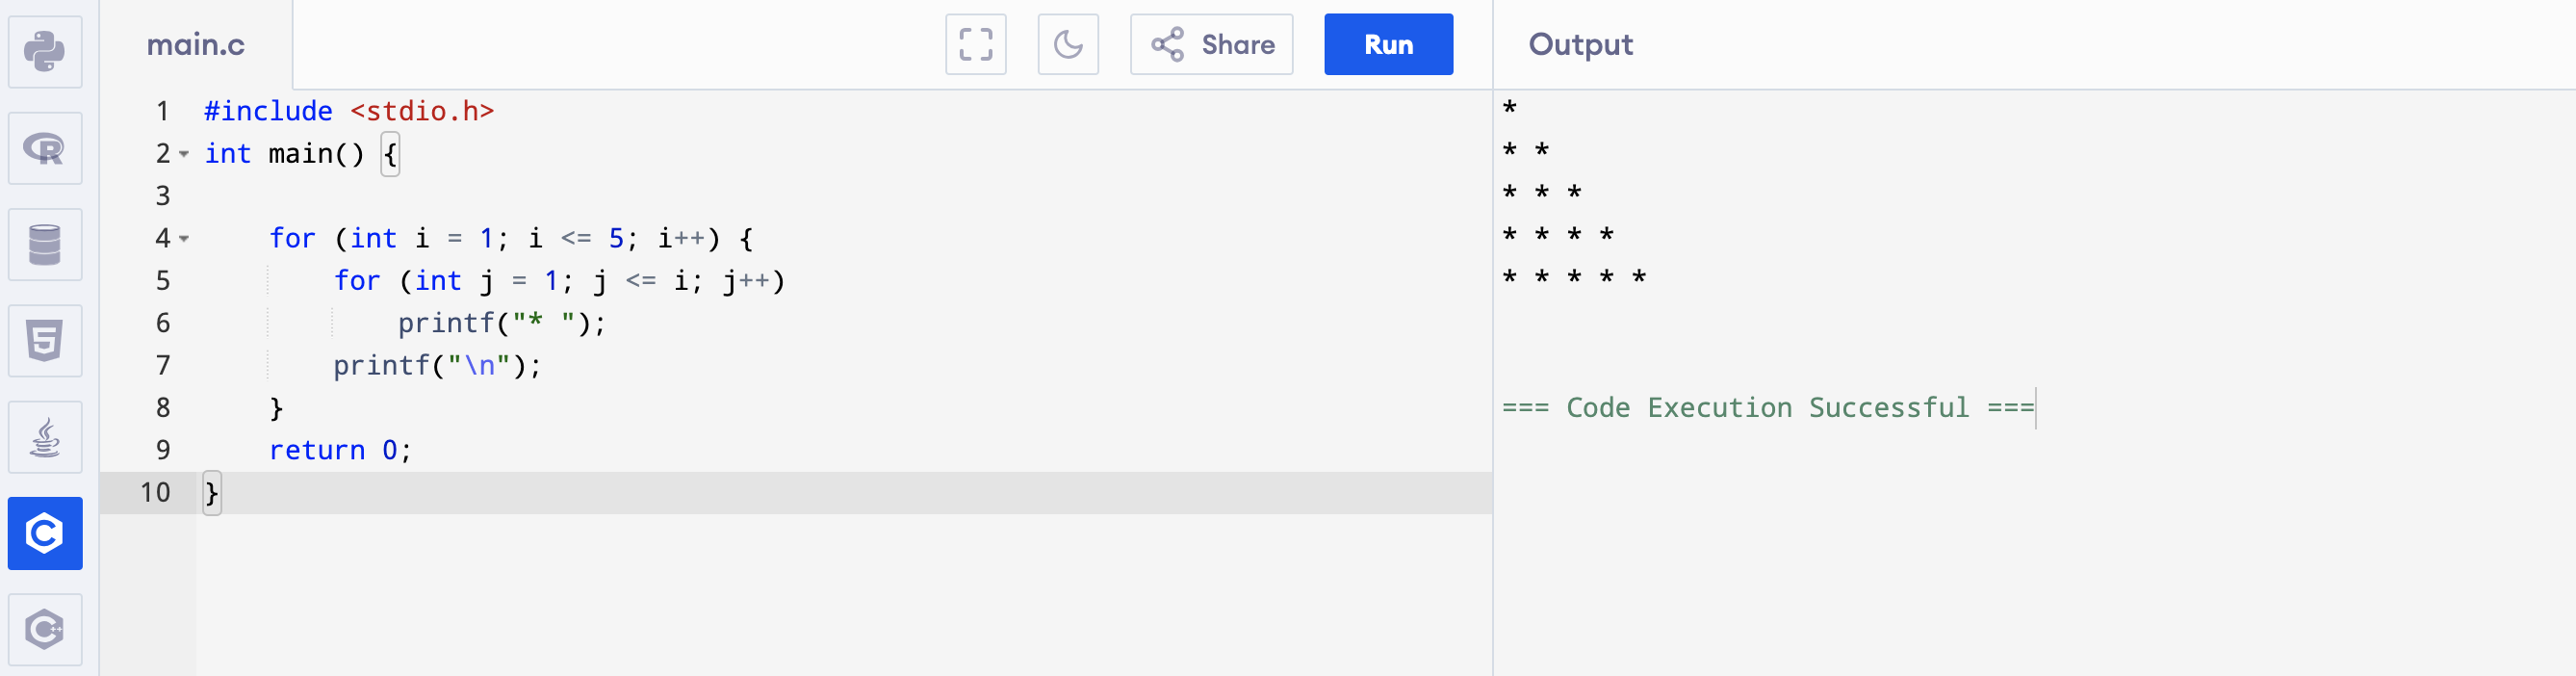 main.c
Share
Run
Output
1 #include <stdio.h>
2 int main() {
3
4     for (int i = 1; i <= 5; i++) {
5         for (int j = 1; j <= i; j++)
6             printf("* ");
7         printf("\n");
8     }
9     return 0;
10 }
*
* *
* * *
* * * *
* * * * *
=== Code Execution Successful ===
R
5
C
C++